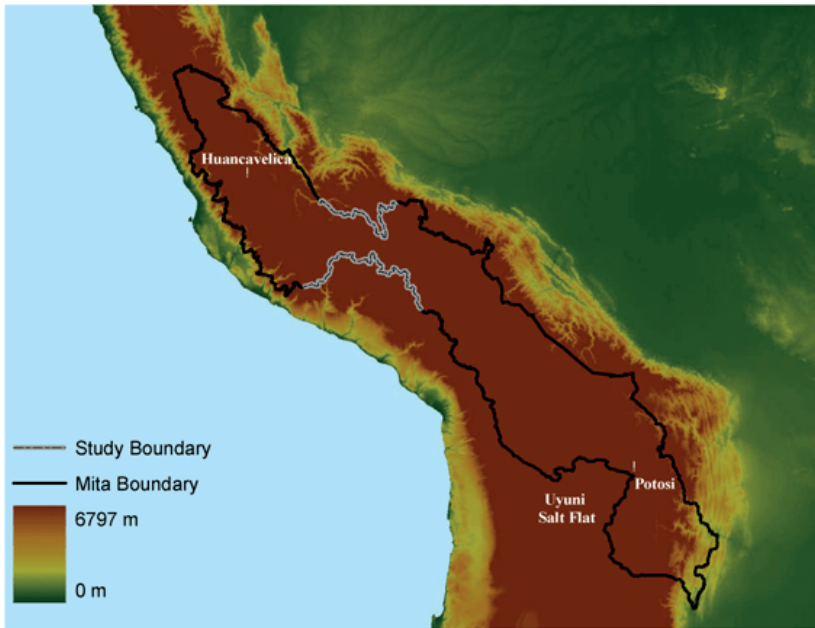 Huancavelica
Study Boundary
Mita Boundary
6797 m
0 m
Potosi
Uyuni
Salt Flat